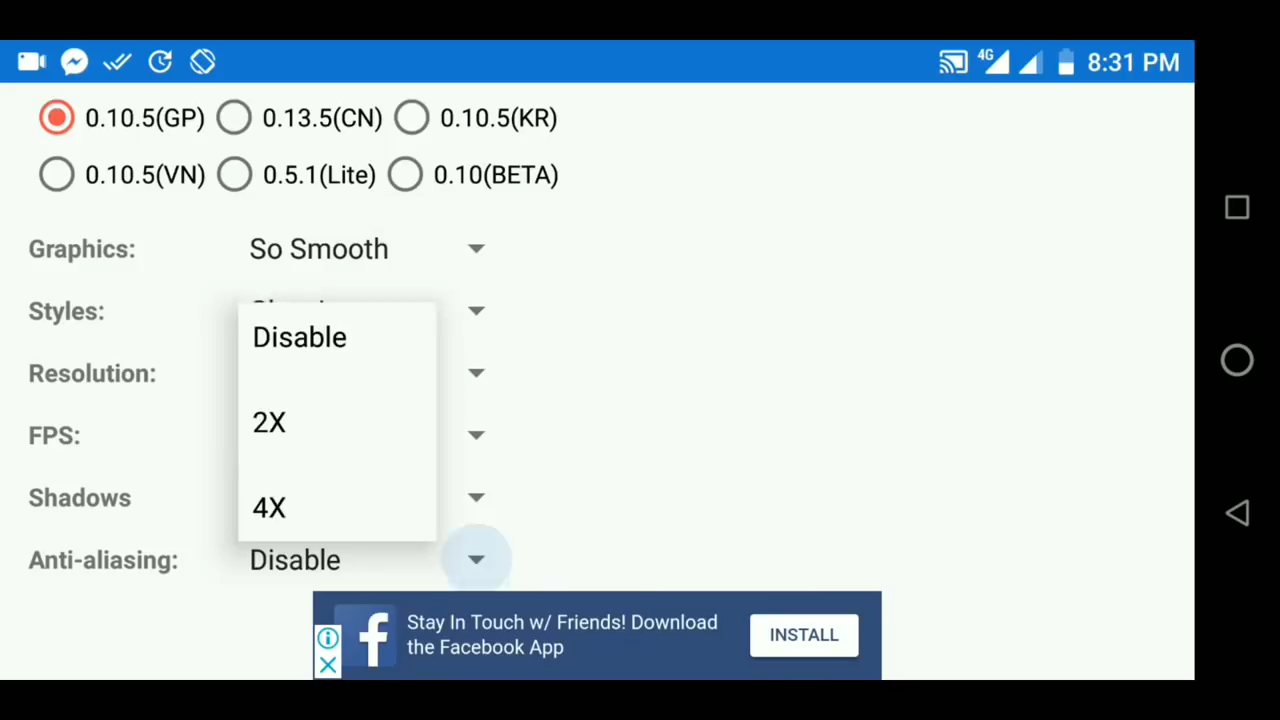 4G 8:31 PM
0.10.5(GP) 0.13.5(CN) 0.10.5(KR)
0.10.5(VN) 0.5.1(Lite) 0.10(BETA)
Graphics: So Smooth
Styles:
Disable
Resolution:
2X
FPS:
Shadows
4X
Anti-aliasing: Disable
Stay In Touch w/ Friends! Download
the Facebook App
INSTALL